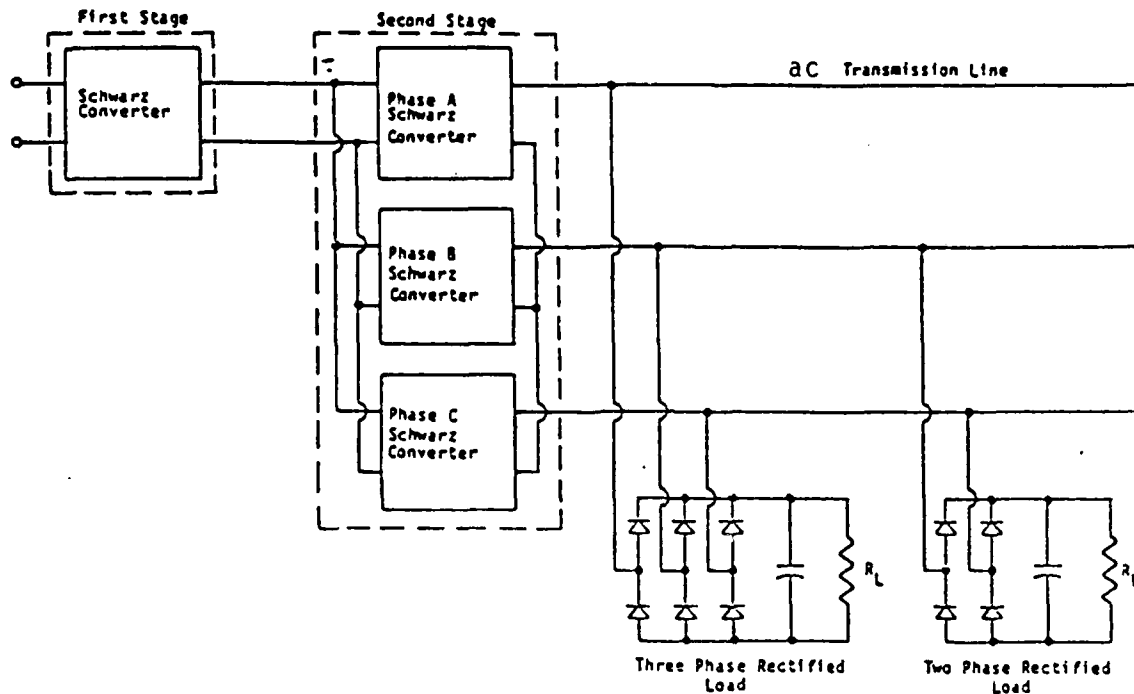 First Stage
Second Stage
Schwarz
Converter
Phase A
Schwarz
Converter
ac Transmission Line
Phase B
Schwarz
Converter
Phase C
Schwarz
Converter
R_L
R_L
Three Phase Rectified
Load
Two Phase Rectified
Load